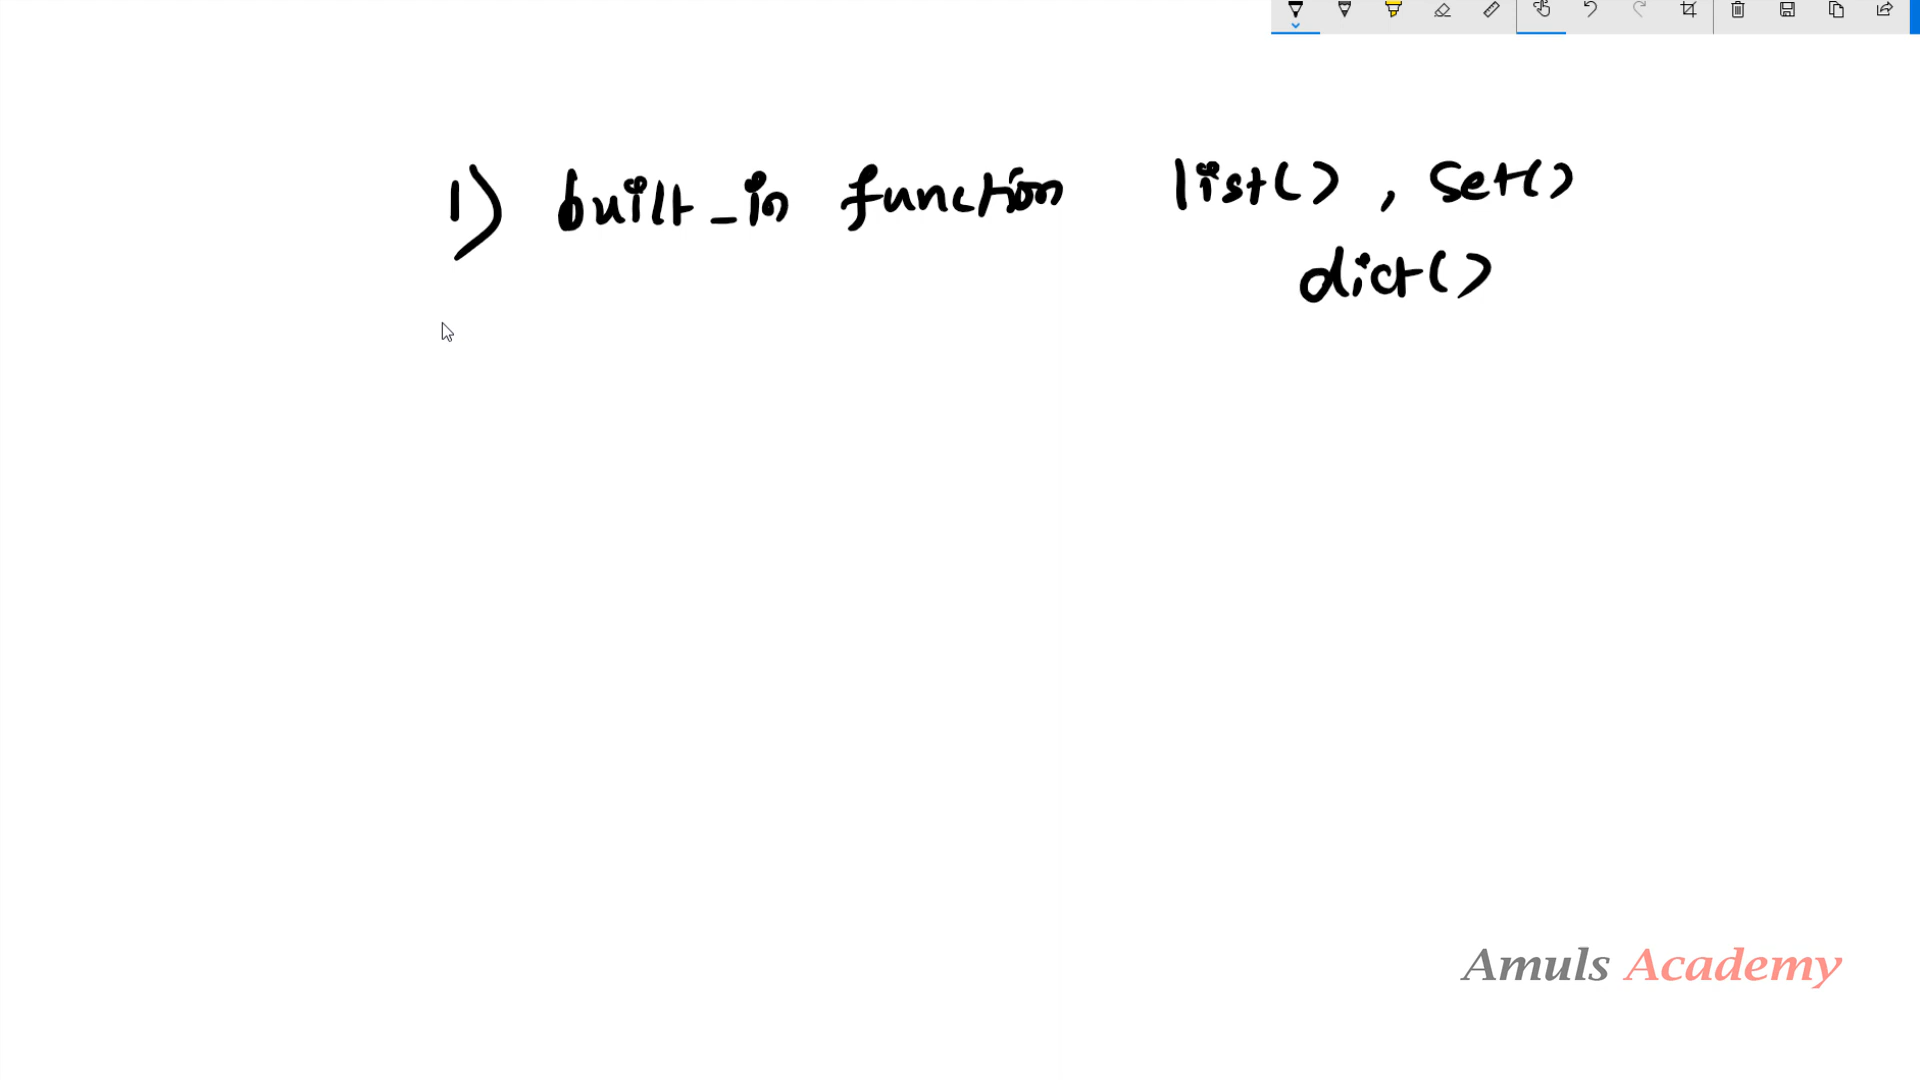 1) built_in function list() , set()
dict()
Amuls Academy